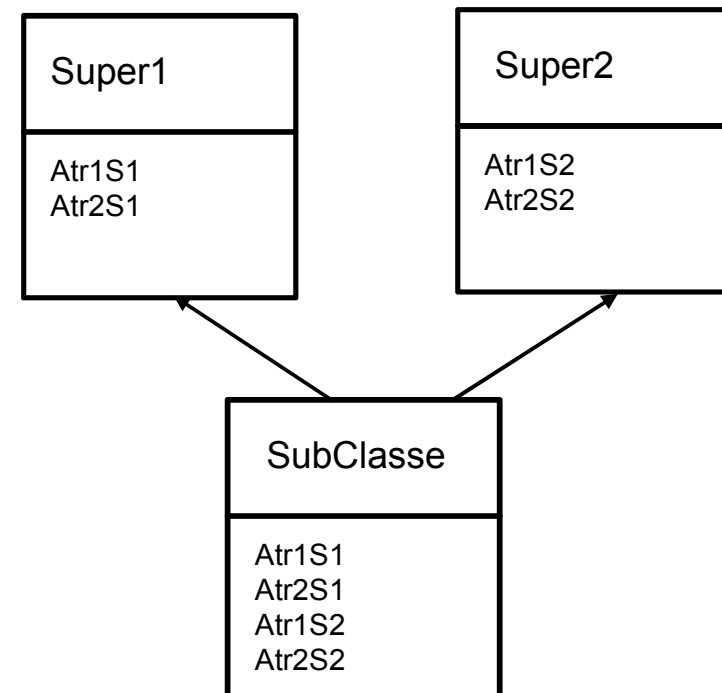 Super1
Atr1S1
Atr2S1
Super2
Atr1S2
Atr2S2
SubClasse
Atr1S1
Atr2S1
Atr1S2
Atr2S2